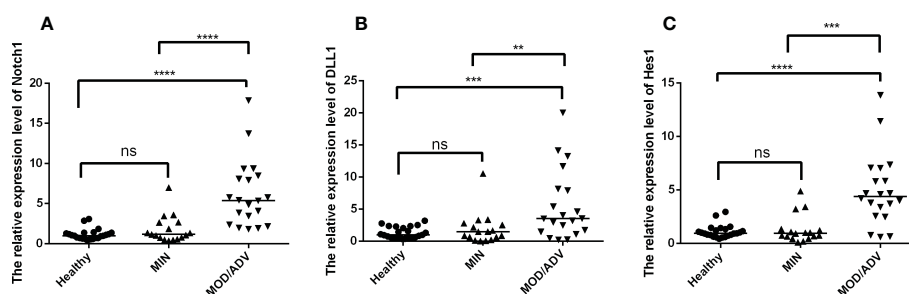 A
The relative expression level of Notch1
20
15
10
5
0
****
****
ns
Healthy
MIN
MOD/ADV
B
The relative expression level of DLL1
25
20
15
10
5
0
**
***
ns
Healthy
MIN
MOD/ADV
C
The relative expression level of Hes1
15
10
5
0
***
****
ns
Healthy
MIN
MOD/ADV